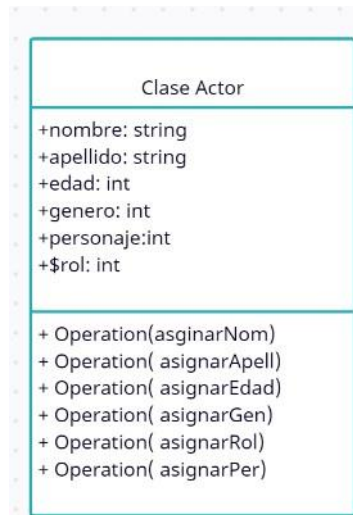 Clase Actor
+nombre: string
+apellido: string
+edad: int
+genero: int
+personaje:int
+$rol: int
+ Operation(asginarNom)
+ Operation( asignarApell)
+ Operation( asignarEdad)
+ Operation( asignarGen)
+ Operation( asignarRol)
+ Operation( asignarPer)